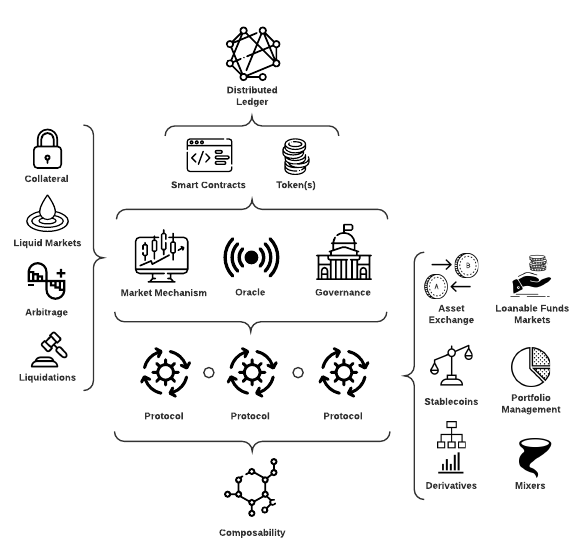 Distributed
Ledger
Smart Contracts
Token(s)
Collateral
Liquid Markets
Arbitrage
Liquidations
Market Mechanism
Oracle
Governance
Protocol
Protocol
Protocol
Composability
B
A
Asset
Exchange
Loanable Funds
Markets
Stablecoins
Portfolio
Management
Derivatives
Mixers